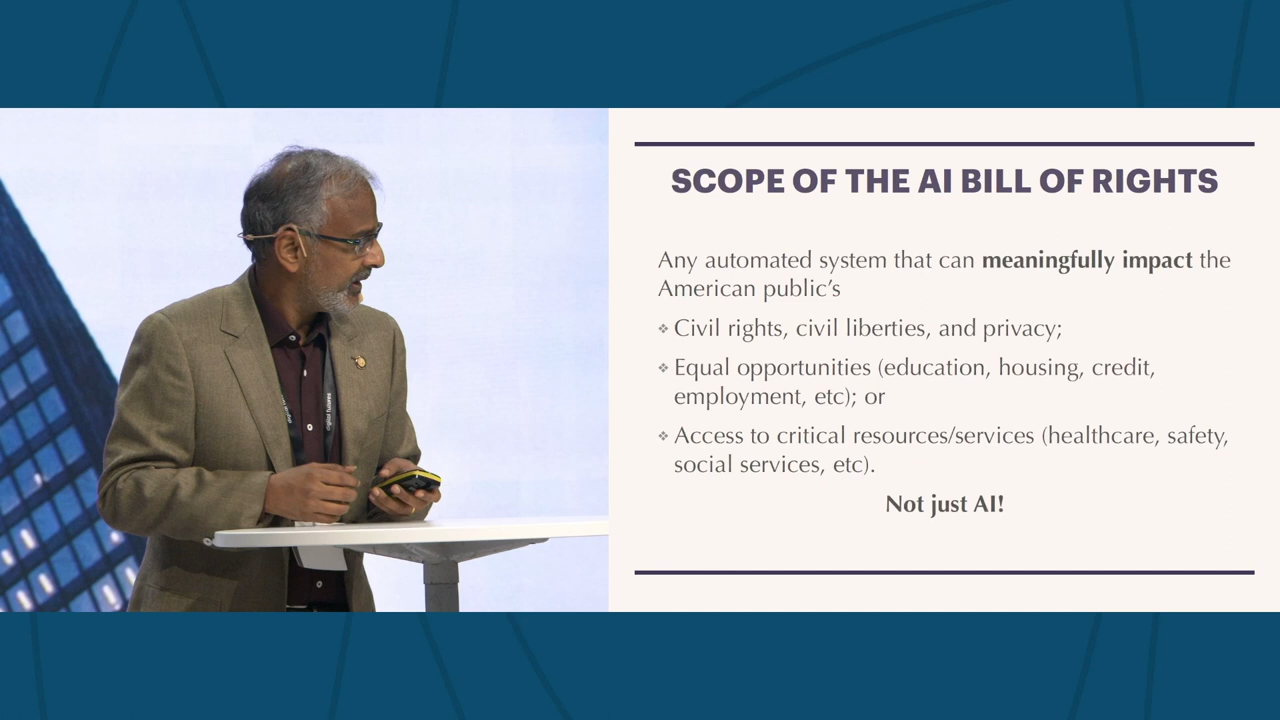 SCOPE OF THE AI BILL OF RIGHTS
Any automated system that can meaningfully impact the
American public’s
❖ Civil rights, civil liberties, and privacy;
❖ Equal opportunities (education, housing, credit,
employment, etc); or
❖ Access to critical resources/services (healthcare, safety,
social services, etc).
Not just AI!
digital futures